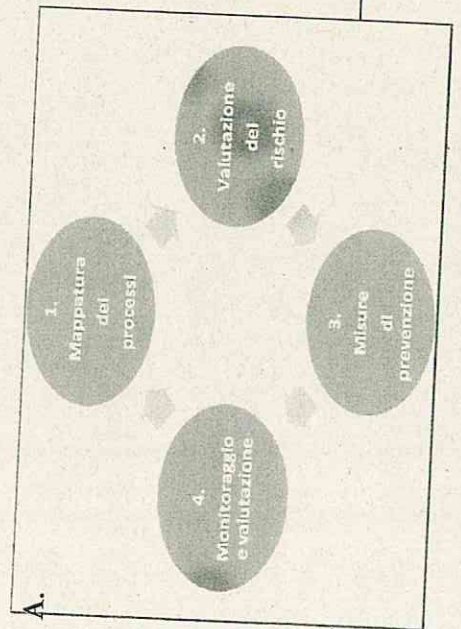 A.
1.
Mappatura
dei
processi
2.
Valutazione
del
rischio
3.
Misure
di
prevenzione
4.
Monitoraggio
e valutazione